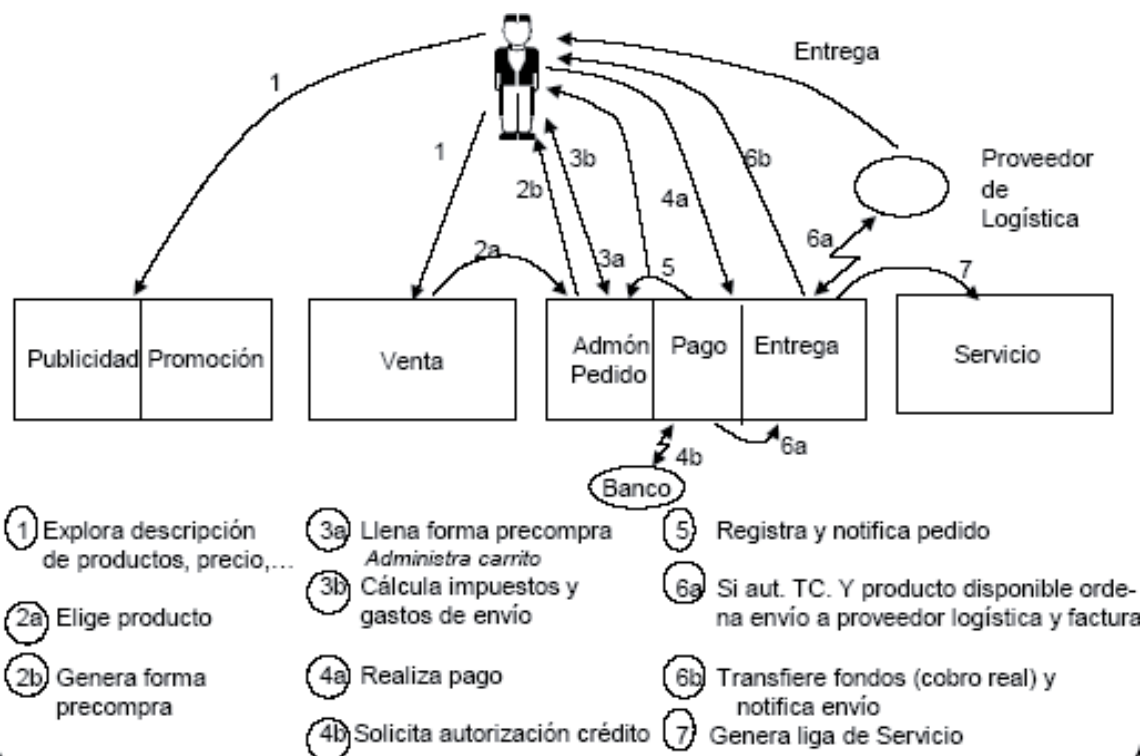 Entrega
1
1
3b
2b
6b
4a
Proveedor
de
Logística
6a
2a
3a
5
7
Publicidad
Promoción
Venta
Admón
Pedido
Pago
Entrega
Servicio
4b
6a
Banco
1 Explora descripción
de productos, precio,...
2a Elige producto
2b Genera forma
precompra
3a Llena forma precompra
Administra carrito
3b Cálcula impuestos y
gastos de envío
4a Realiza pago
4b Solicita autorización crédito
5 Registra y notifica pedido
6a Si aut. TC. Y producto disponible orde-
na envío a proveedor logística y factura
6b Transfiere fondos (cobro real) y
notifica envío
7 Genera liga de Servicio